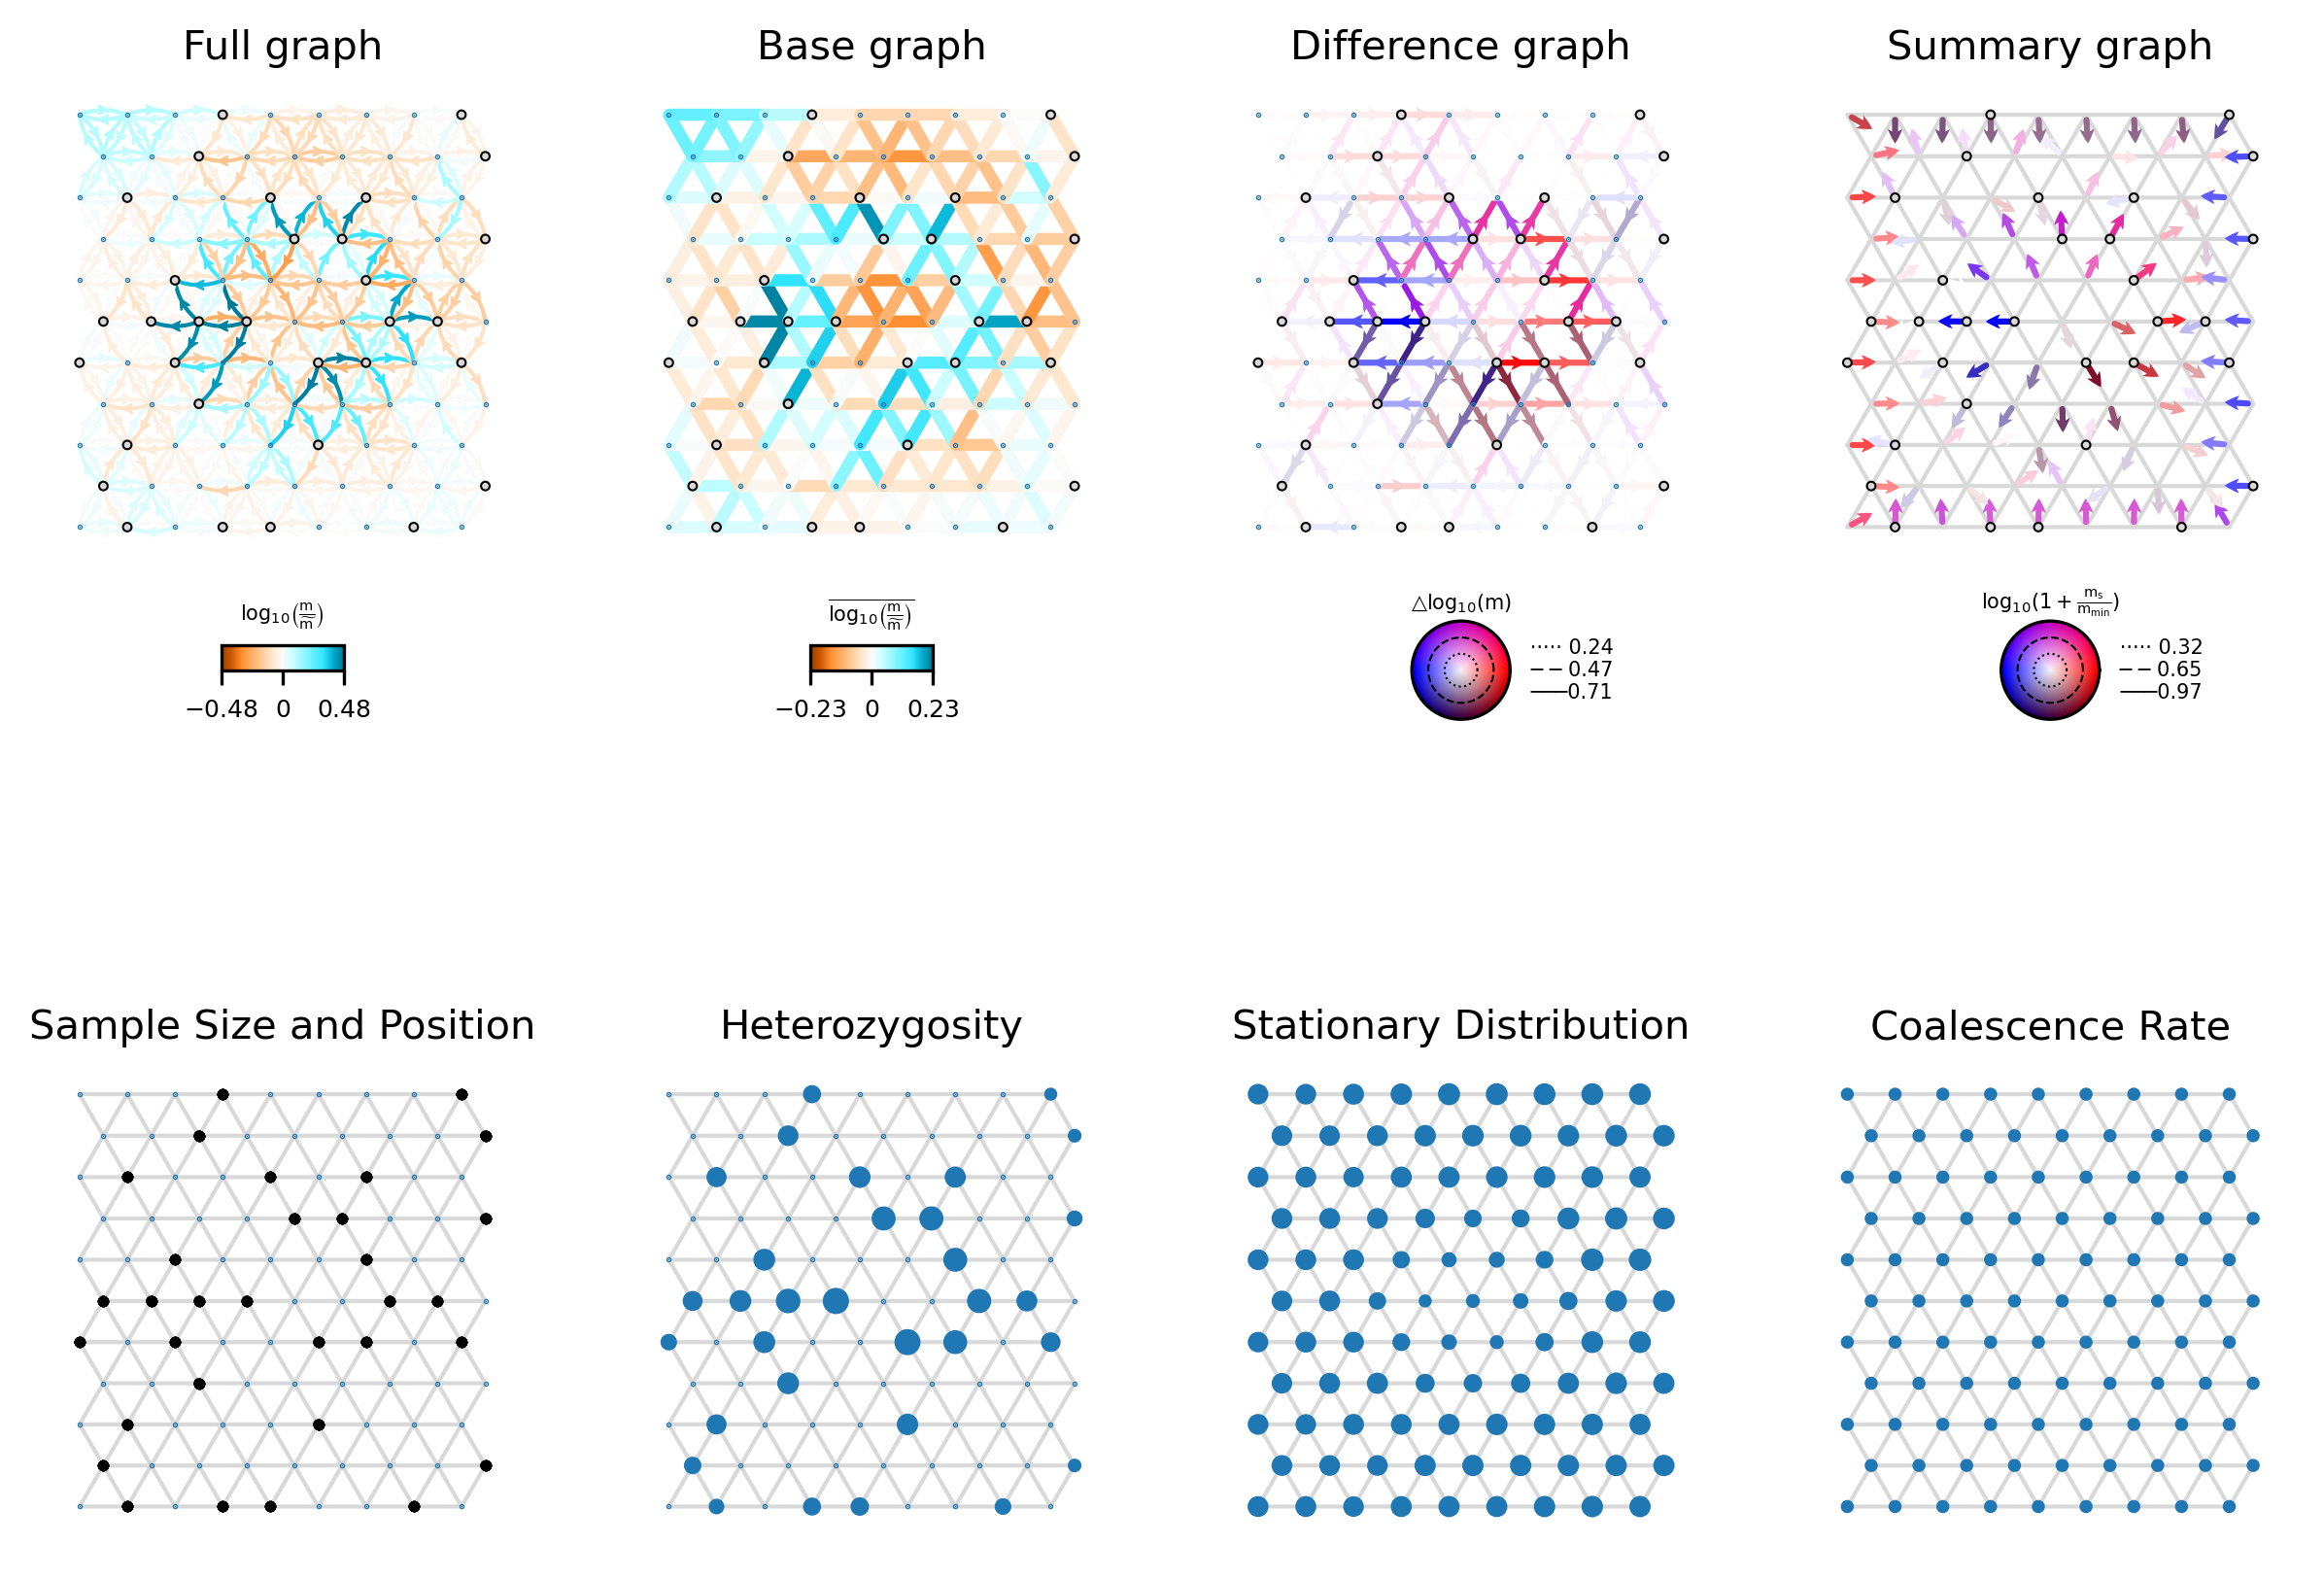 Full graph
Base graph
Difference graph
Summary graph
log₁₀(m/m̃)
−0.48 0 0.48
log₁₀(m/m̃)
−0.23 0 0.23
△log₁₀(m)
0.24
0.47
0.71
log₁₀(1 + mₛ/m_min)
0.32
0.65
0.97
Sample Size and Position
Heterozygosity
Stationary Distribution
Coalescence Rate